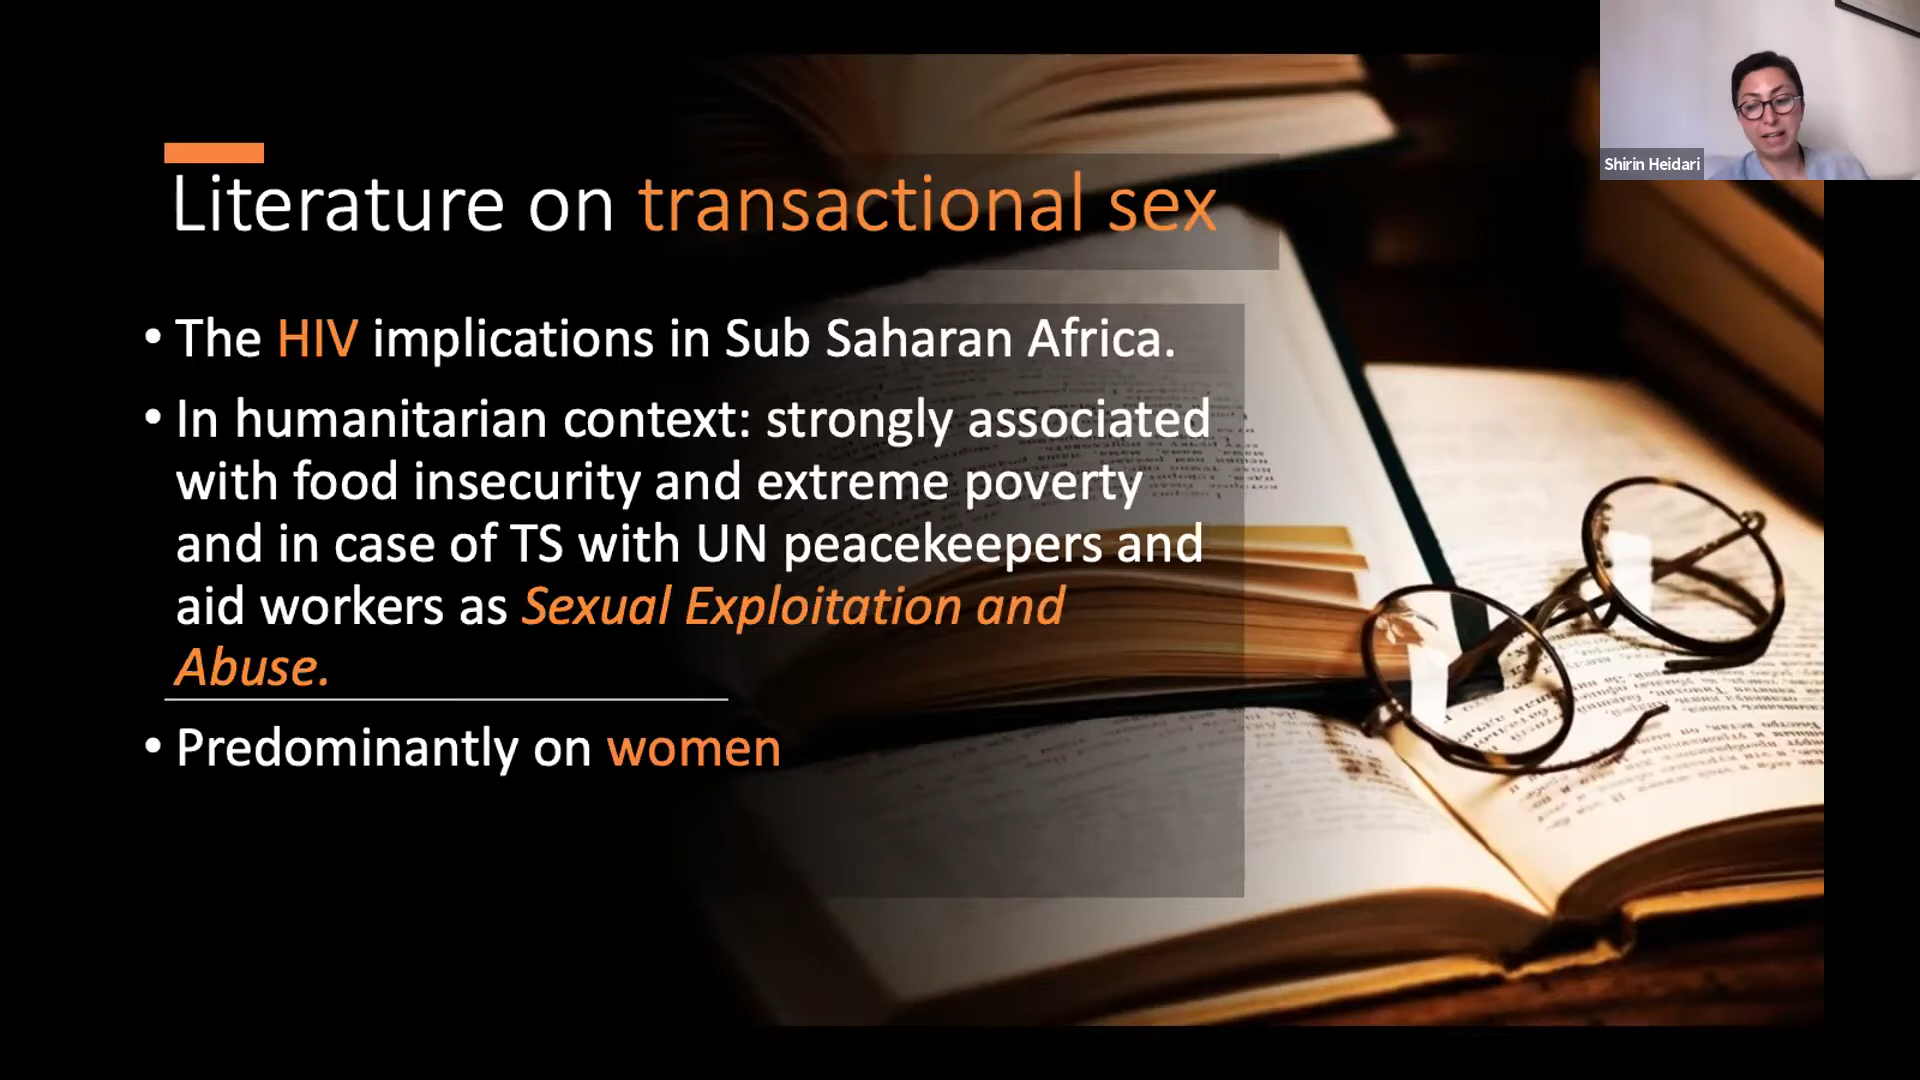 Literature on transactional sex
• The HIV implications in Sub Saharan Africa.
• In humanitarian context: strongly associated
with food insecurity and extreme poverty
and in case of TS with UN peacekeepers and
aid workers as Sexual Exploitation and
Abuse.
• Predominantly on women
Shirin Heidari